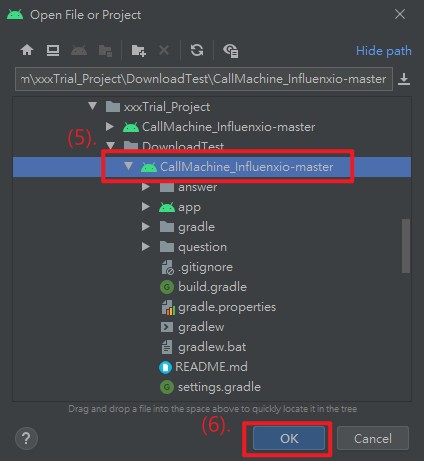 Open File or Project
Hide path
m\xxxTrial_Project\DownloadTest\CallMachine_Influenxio-master
xxxTrial_Project
CallMachine_Influenxio-master
(5).
DownloadTest
CallMachine_Influenxio-master
answer
app
gradle
question
.gitignore
build.gradle
gradle.properties
gradlew
gradlew.bat
README.md
settings.gradle
Drag and drop a file into the space above to quickly locate it in the tree
(6).
?
OK
Cancel